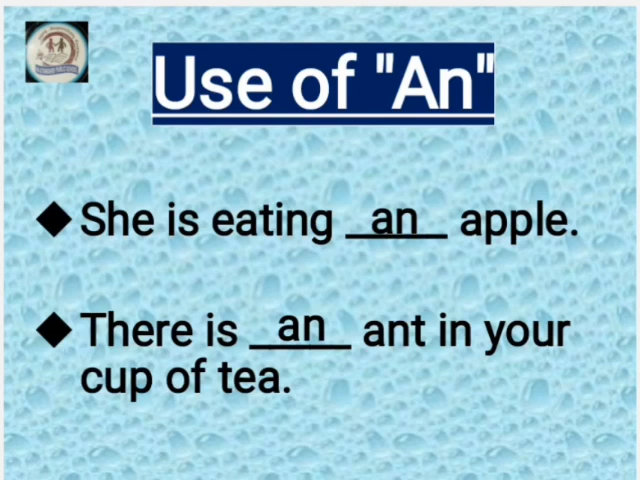 Use of "An"
◆ She is eating an apple.
◆ There is an ant in your
cup of tea.